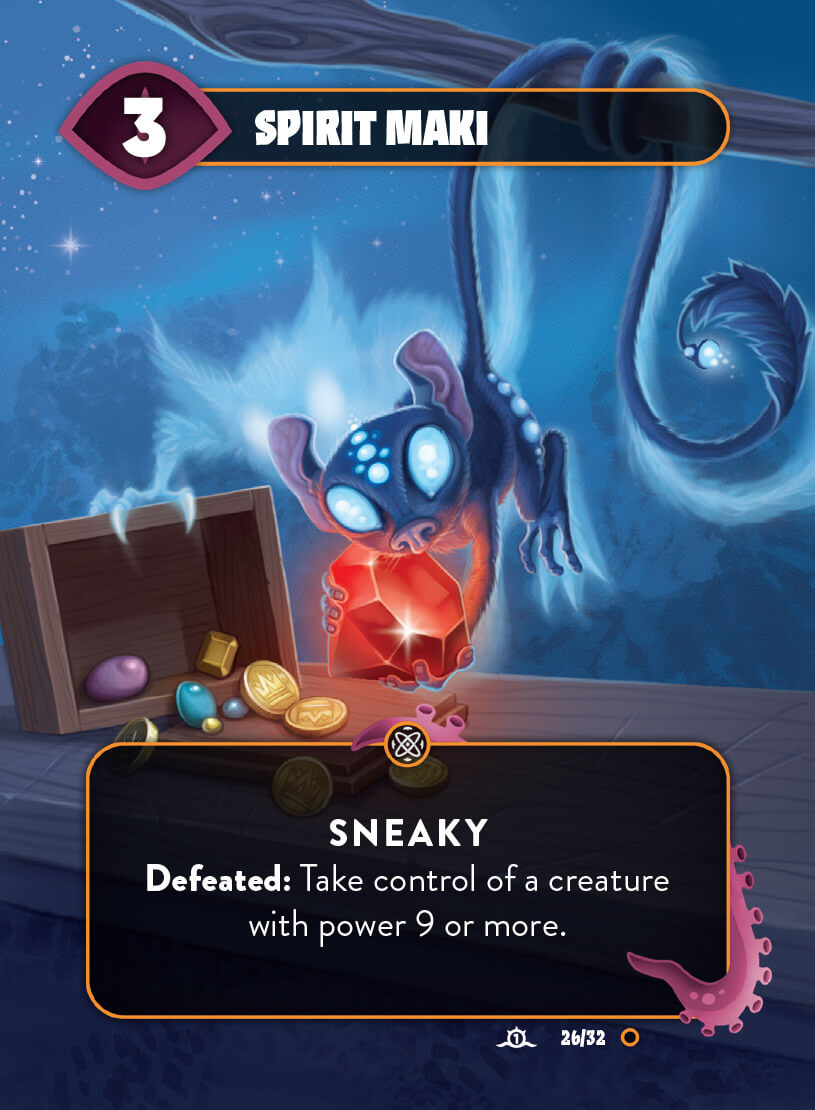 3
SPIRIT MAKI
SNEAKY
Defeated: Take control of a creature
with power 9 or more.
1 26/32